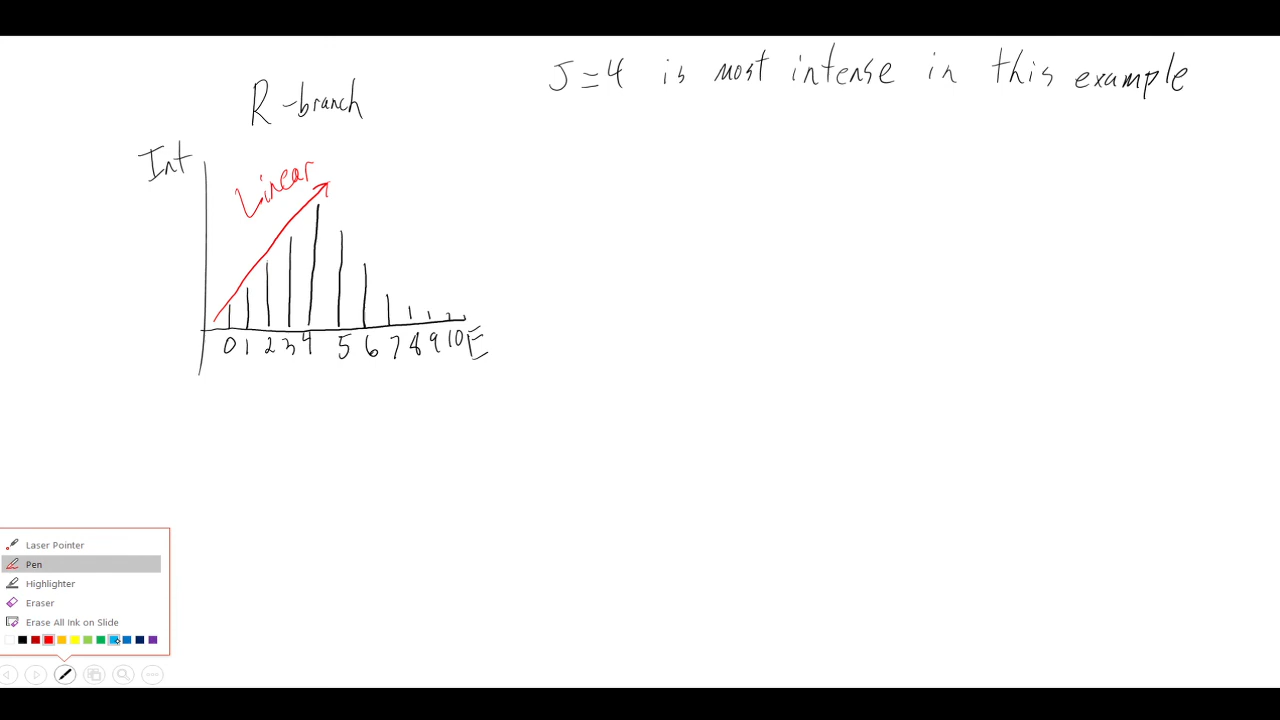 J=4 is most intense in this example
R-branch
Int
Linear
0 1 2 3 4 5 6 7 8 9 10 E
Laser Pointer
Pen
Highlighter
Eraser
Erase All Ink on Slide